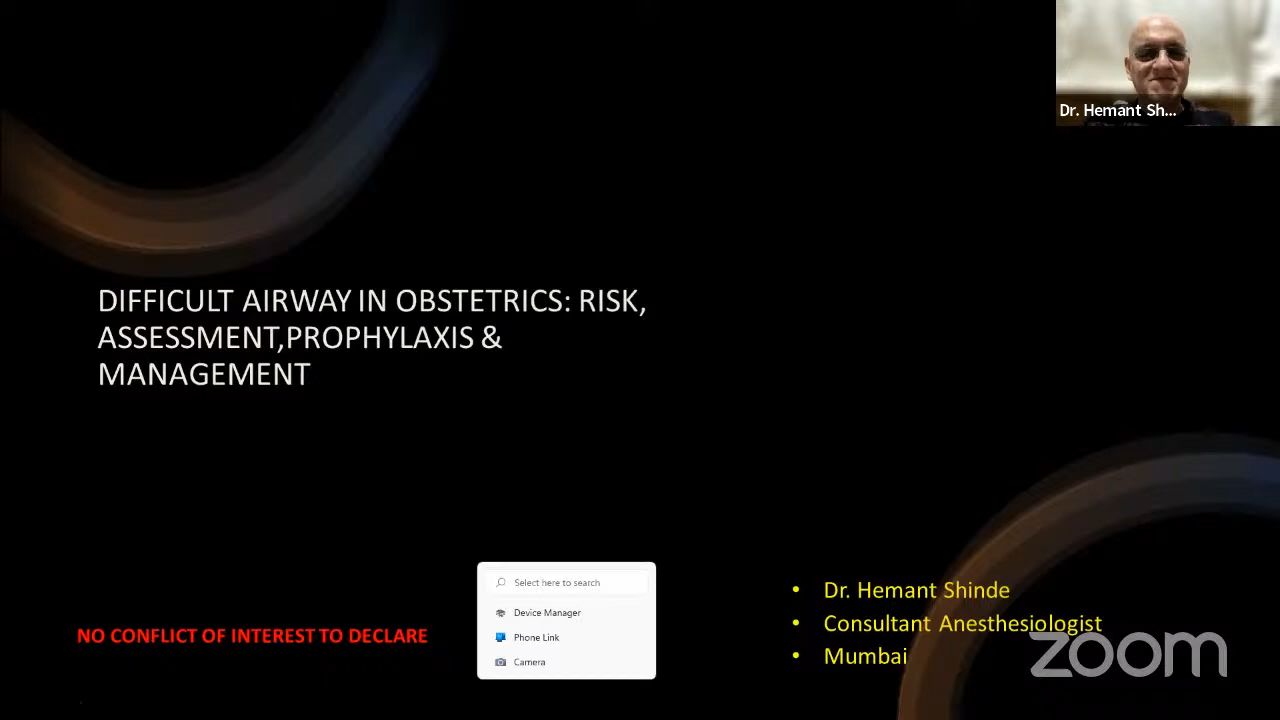 Dr. Hemant Sh...
DIFFICULT AIRWAY IN OBSTETRICS: RISK,
ASSESSMENT,PROPHYLAXIS &
MANAGEMENT
Select here to search
Device Manager
Phone Link
Camera
NO CONFLICT OF INTEREST TO DECLARE
• Dr. Hemant Shinde
• Consultant Anesthesiologist
• Mumbai
zoom